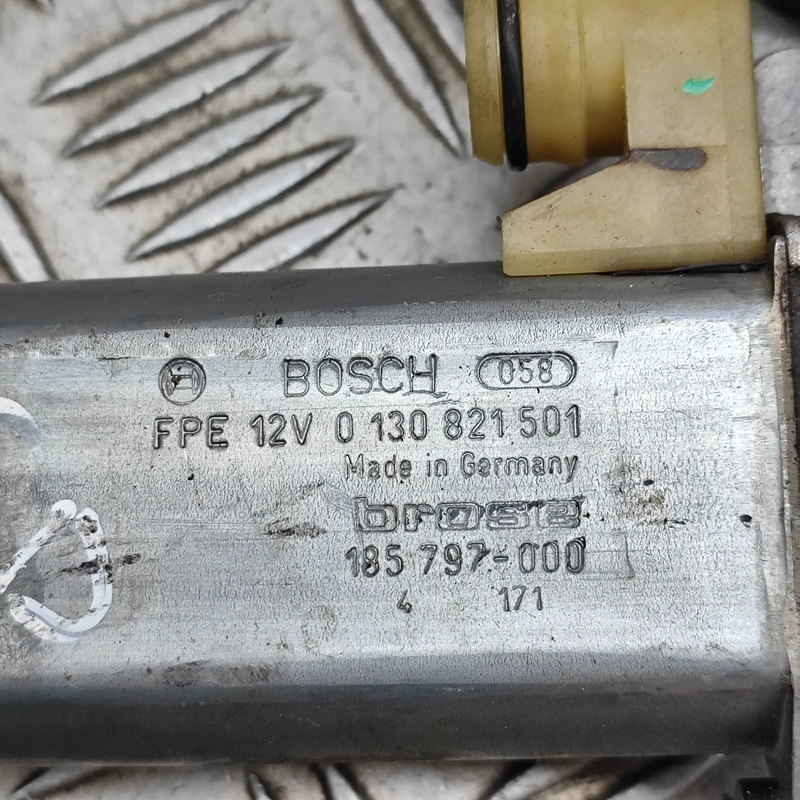 BOSCH 058
FPE 12V 0 130 821 501
Made in Germany
brose
185 797-000
4 171